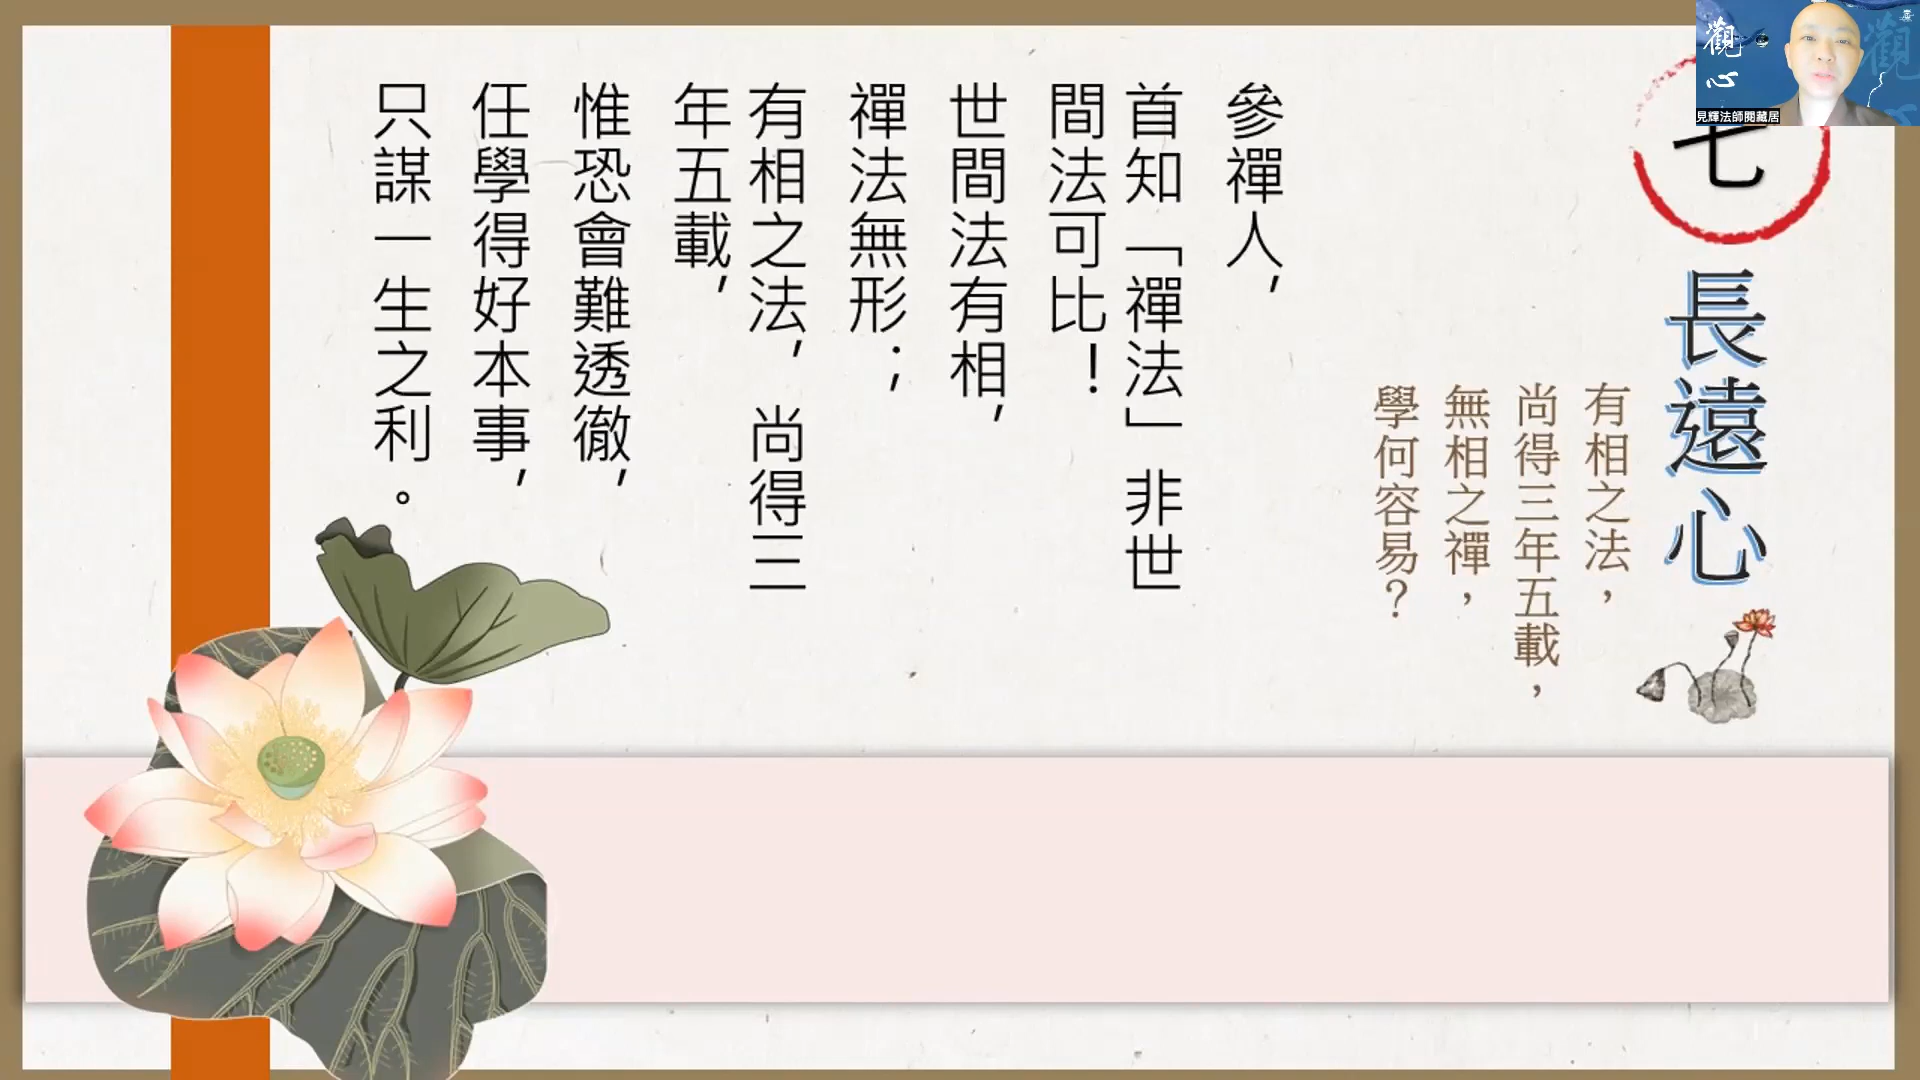 七
長遠心
有相之法，
尚得三年五載，
無相之禪，
學何容易？
參禪人，
首知「禪法」非世
間法可比！
世間法有相，
禪法無形；
有相之法，尚得三
年五載，
惟恐會難透徹，
任學得好本事，
只謀一生之利。
觀心
見輝法師閱藏居